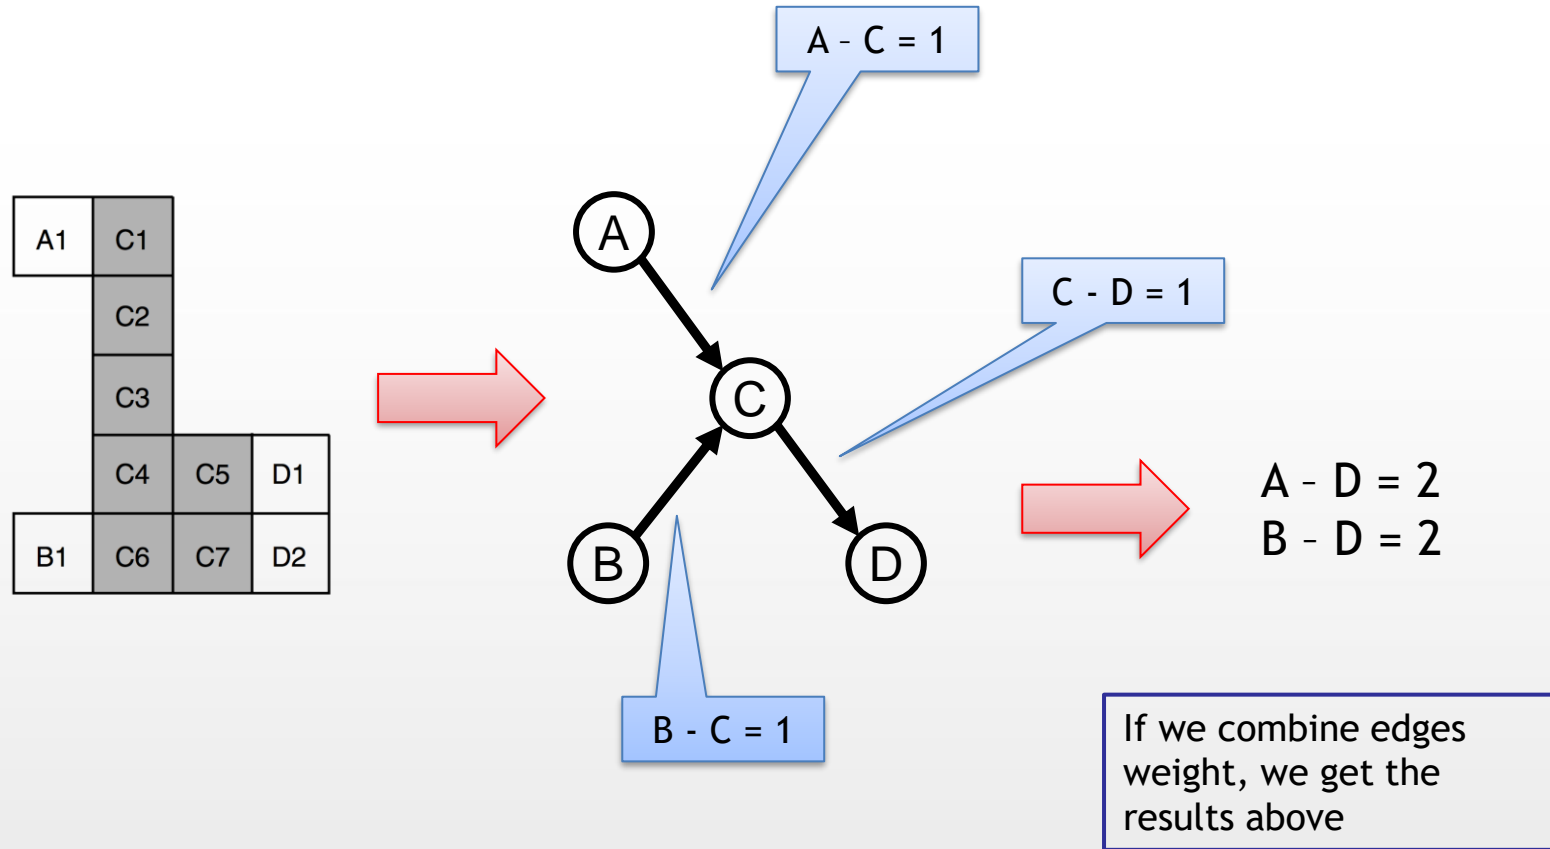 A – C = 1
A1 C1
C2
C3
C4 C5 D1
B1 C6 C7 D2
A
C
B
D
C - D = 1
B - C = 1
A – D = 2
B – D = 2
If we combine edges
weight, we get the
results above